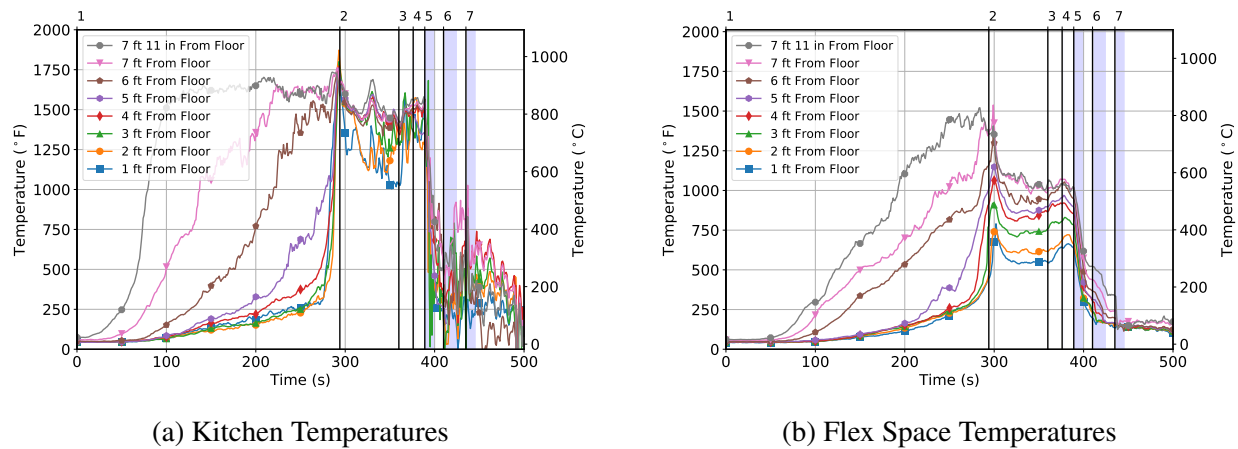 1 2 3 4 5 6 7
2000
1750
1500
1250
1000
750
500
250
0
Temperature (°F)
7 ft 11 in From Floor
7 ft From Floor
6 ft From Floor
5 ft From Floor
4 ft From Floor
3 ft From Floor
2 ft From Floor
1 ft From Floor
1000
800
600
400
200
0
Temperature (°C)
0 100 200 300 400 500
Time (s)
(a) Kitchen Temperatures
1 2 3 4 5 6 7
2000
1750
1500
1250
1000
750
500
250
0
Temperature (°F)
7 ft 11 in From Floor
7 ft From Floor
6 ft From Floor
5 ft From Floor
4 ft From Floor
3 ft From Floor
2 ft From Floor
1 ft From Floor
1000
800
600
400
200
0
Temperature (°C)
0 100 200 300 400 500
Time (s)
(b) Flex Space Temperatures